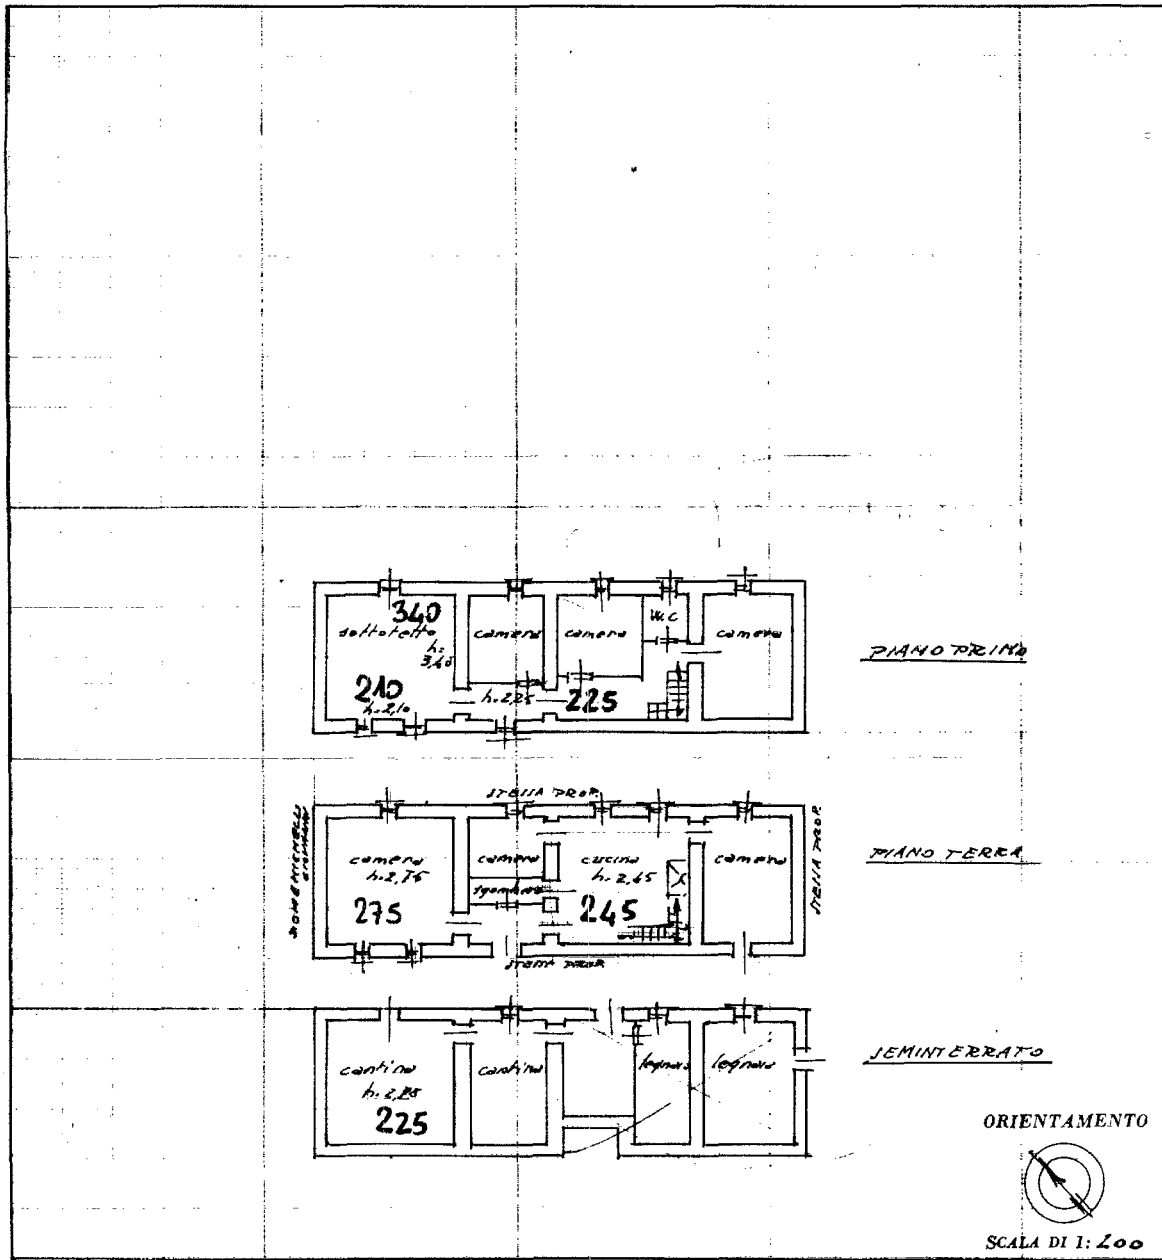 340
sottotetto
h=
3,40
camera
camera
W.C
camera
210
h=2,10
h=2,25
225
PIANO PRIMO
STESSA PROP.
DOMENICHELLI
camera
h=2,75
camera
cucina
h=2,45
camera
sgombero
275
245
STESSA PROP.
PIANO TERRA
STESSA PROP.
cantina
h=2,25
225
cantina
legnaia
legnaia
SEMINTERRATO
ORIENTAMENTO
SCALA DI 1: 200